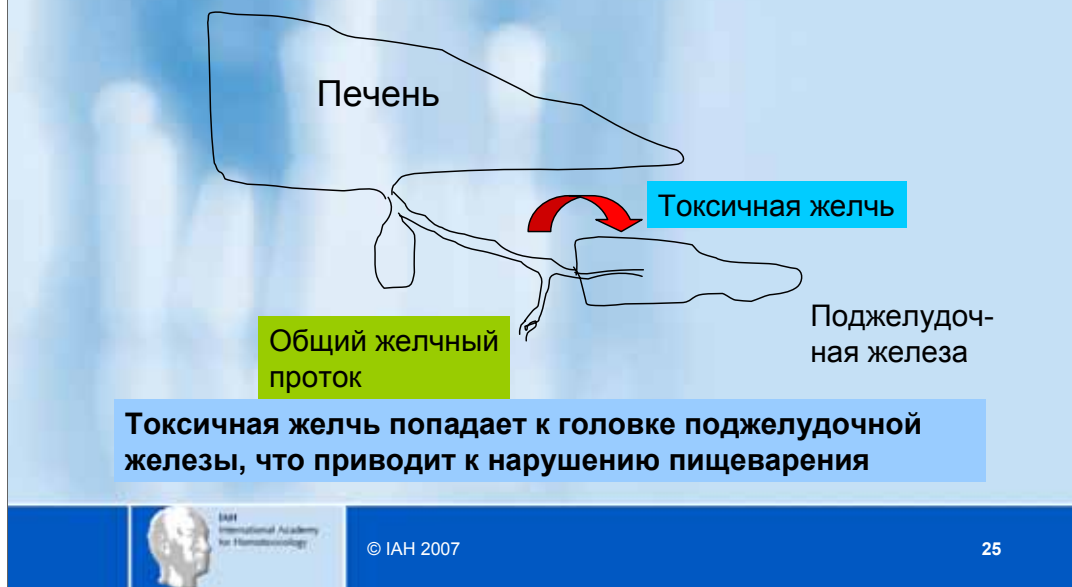 Печень
Токсичная желчь
Поджелудоч-
ная железа
Общий желчный
проток
Токсичная желчь попадает к головке поджелудочной
железы, что приводит к нарушению пищеварения
IAH
International Academy
for Homotoxicology
© IAH 2007
25